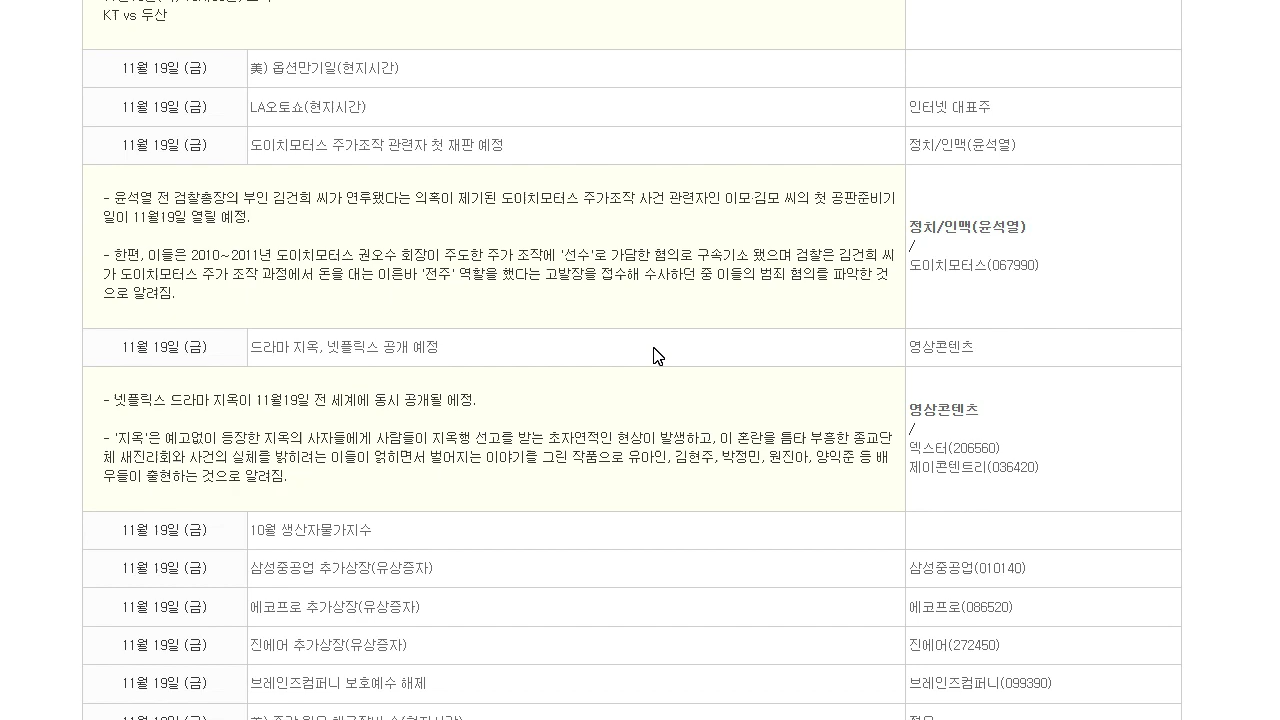 KT vs 두산
11월 19일 (금) 美) 옵션만기일(현지시간)
11월 19일 (금) LA오토쇼(현지시간) 인터넷 대표주
11월 19일 (금) 도이치모터스 주가조작 관련자 첫 재판 예정 정치/인맥(윤석열)
- 윤석열 전 검찰총장의 부인 김건희 씨가 연루됐다는 의혹이 제기된 도이치모터스 주가조작 사건 관련자인 이모·김모 씨의 첫 공판준비기
일이 11월19일 열릴 예정.
- 한편, 이들은 2010~2011년 도이치모터스 권오수 회장이 주도한 주가 조작에 '선수'로 가담한 혐의로 구속기소 됐으며 검찰은 김건희 씨
가 도이치모터스 주가 조작 과정에서 돈을 대는 이른바 '전주' 역할을 했다는 고발장을 접수해 수사하던 중 이들의 범죄 혐의를 파악한 것
으로 알려짐.
정치/인맥(윤석열)
/
도이치모터스(067990)
11월 19일 (금) 드라마 지옥, 넷플릭스 공개 예정 영상콘텐츠
- 넷플릭스 드라마 지옥이 11월19일 전 세계에 동시 공개될 예정.
- '지옥'은 예고없이 등장한 지옥의 사자들에게 사람들이 지옥행 선고를 받는 초자연적인 현상이 발생하고, 이 혼란을 틈타 부흥한 종교단
체 새진리회와 사건의 실체를 밝히려는 이들이 얽히면서 벌어지는 이야기를 그린 작품으로 유아인, 김현주, 박정민, 원진아, 양익준 등 배
우들이 출현하는 것으로 알려짐.
영상콘텐츠
/
덱스터(206560)
제이콘텐트리(036420)
11월 19일 (금) 10월 생산자물가지수
11월 19일 (금) 삼성중공업 추가상장(유상증자) 삼성중공업(010140)
11월 19일 (금) 에코프로 추가상장(유상증자) 에코프로(086520)
11월 19일 (금) 진에어 추가상장(유상증자) 진에어(272450)
11월 19일 (금) 브레인즈컴퍼니 보호예수 해제 브레인즈컴퍼니(099390)